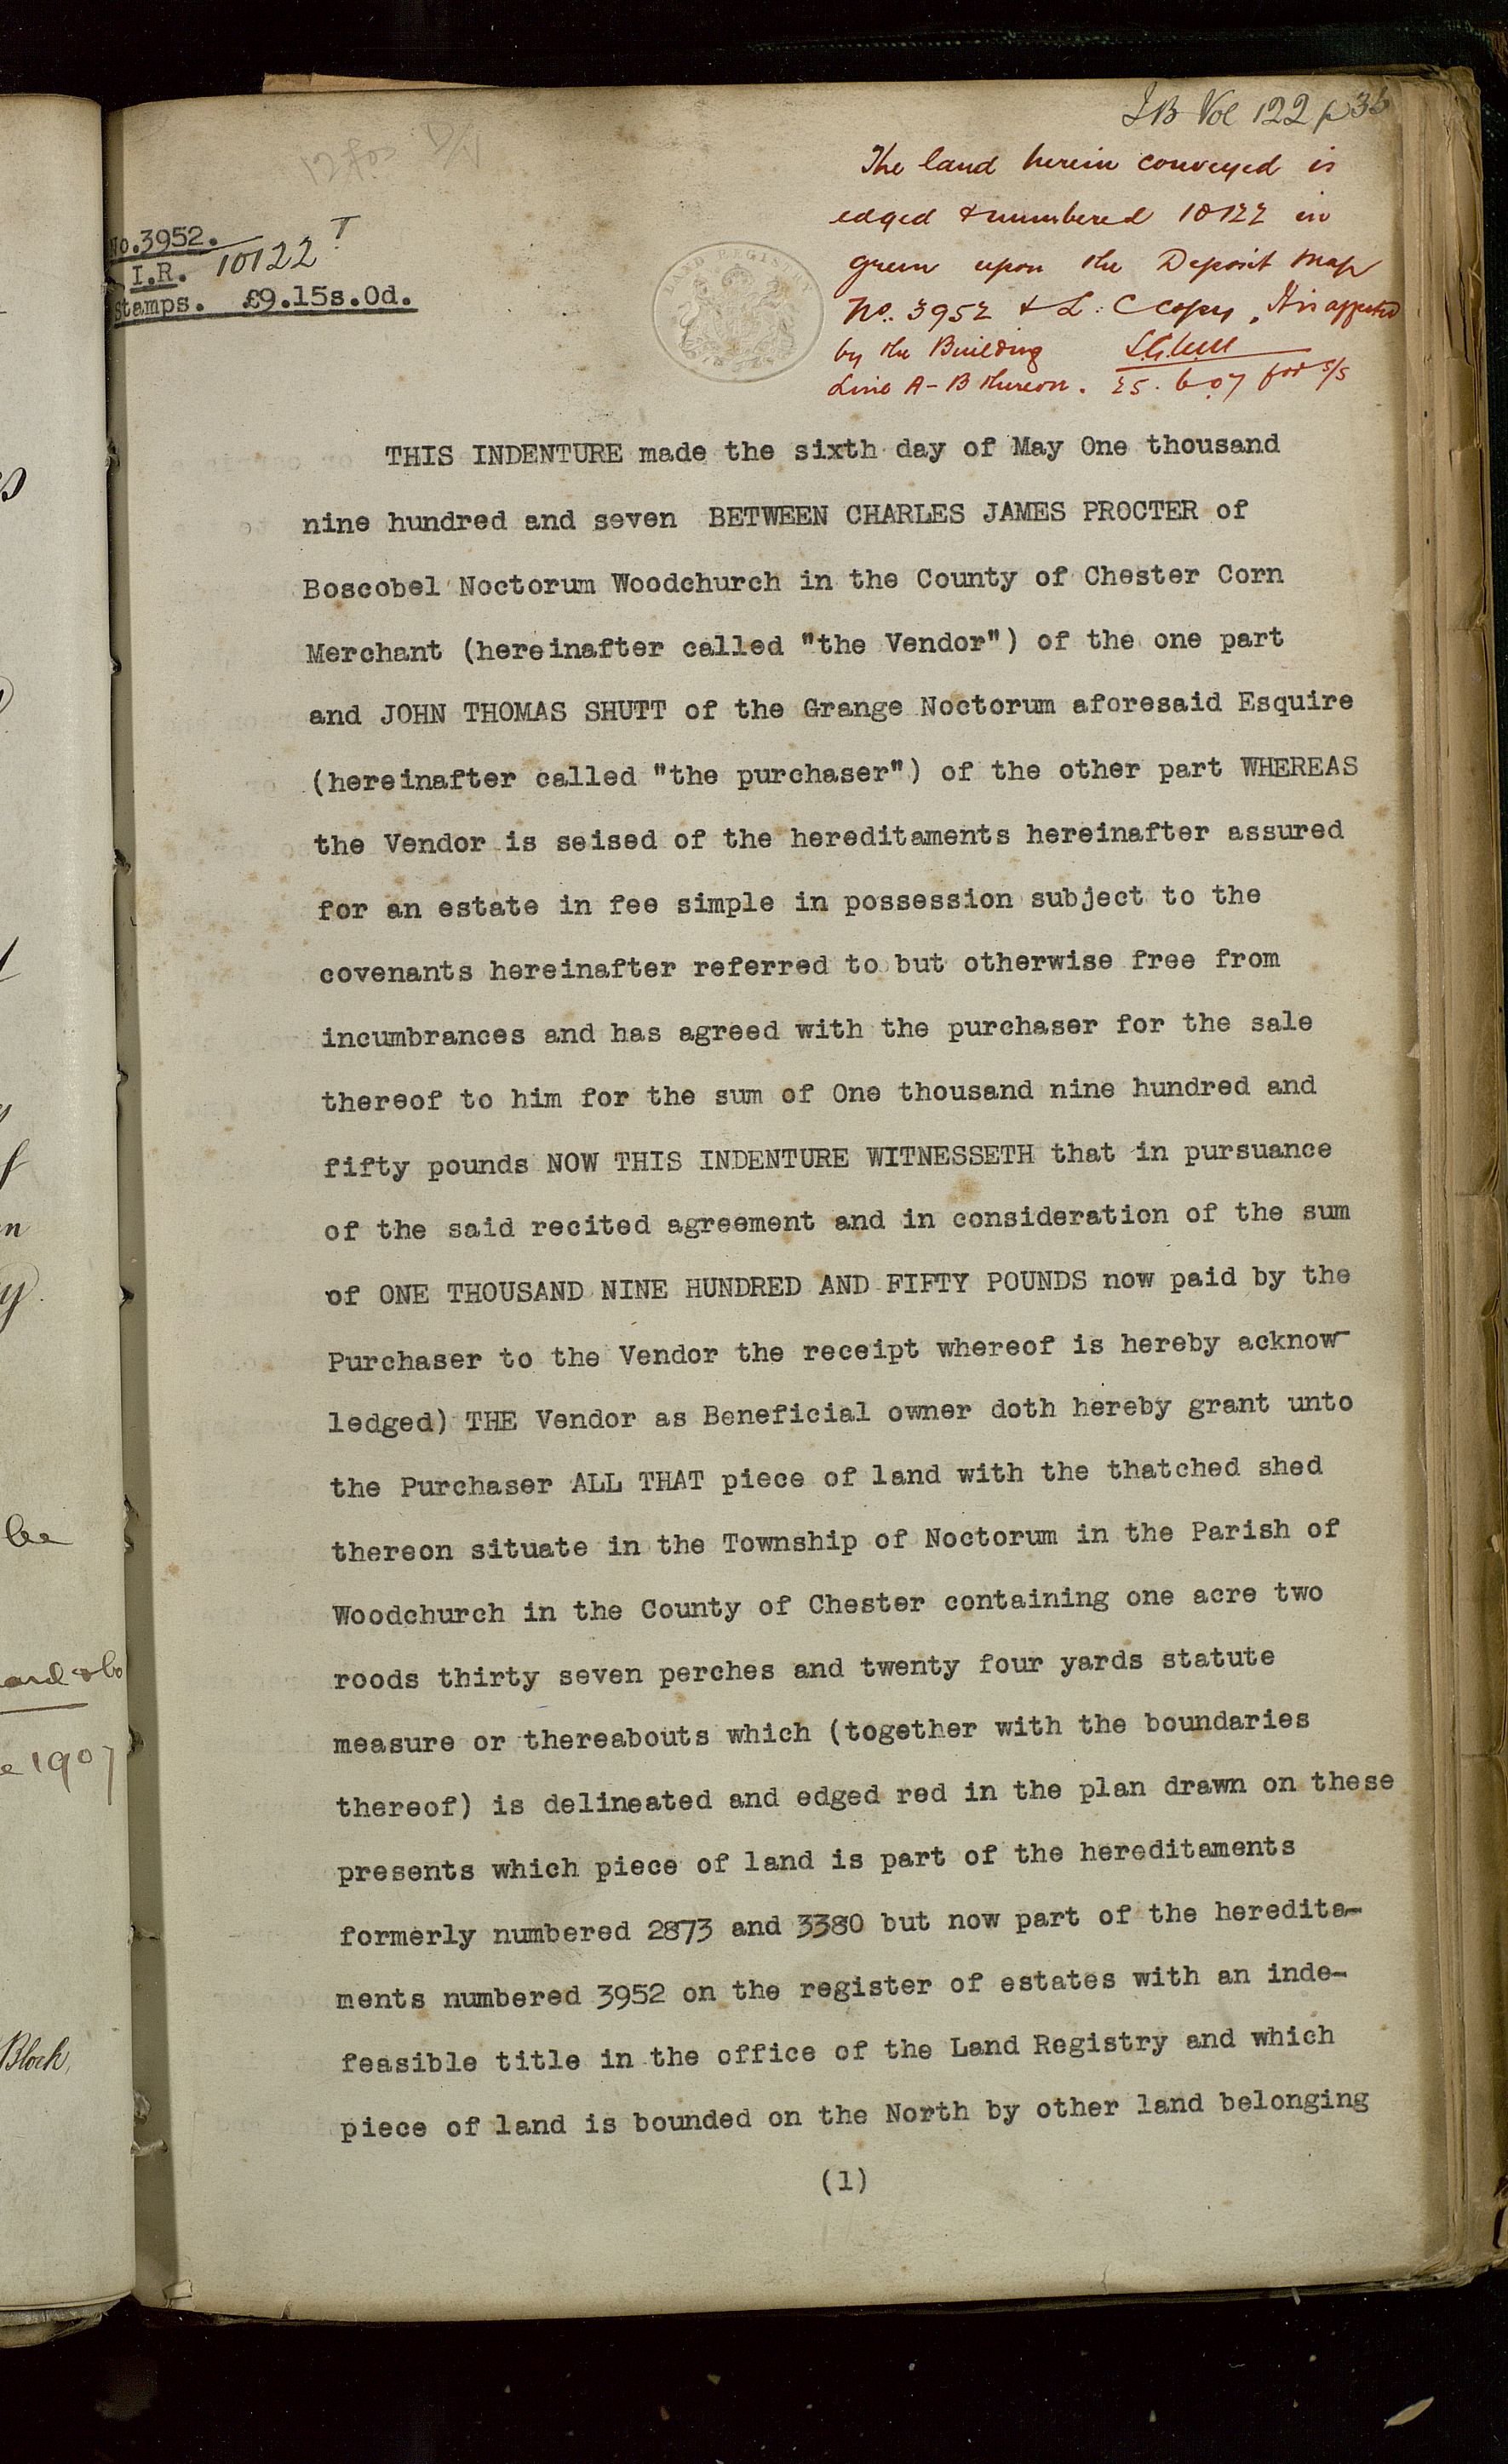 IB Vol 122 p 36
The land herein conveyed is
edged & numbered 10122 in
green upon the Deposit Map
No. 3952 & L: C copy. It is affected
by the Building
Line A-B thereon. 25. 6 07 for
No.3952.
10122 T
I.R.
Stamps. £9.15s.0d.
LAND REGISTRY
THIS INDENTURE made the sixth day of May One thousand
nine hundred and seven BETWEEN CHARLES JAMES PROCTER of
Boscobel Noctorum Woodchurch in the County of Chester Corn
Merchant (hereinafter called "the Vendor") of the one part
and JOHN THOMAS SHUTT of the Grange Noctorum aforesaid Esquire
(hereinafter called "the purchaser") of the other part WHEREAS
the Vendor is seised of the hereditaments hereinafter assured
for an estate in fee simple in possession subject to the
covenants hereinafter referred to but otherwise free from
incumbrances and has agreed with the purchaser for the sale
thereof to him for the sum of One thousand nine hundred and
fifty pounds NOW THIS INDENTURE WITNESSETH that in pursuance
of the said recited agreement and in consideration of the sum
of ONE THOUSAND NINE HUNDRED AND FIFTY POUNDS now paid by the
Purchaser to the Vendor the receipt whereof is hereby acknow-
ledged) THE Vendor as Beneficial owner doth hereby grant unto
the Purchaser ALL THAT piece of land with the thatched shed
thereon situate in the Township of Noctorum in the Parish of
Woodchurch in the County of Chester containing one acre two
roods thirty seven perches and twenty four yards statute
measure or thereabouts which (together with the boundaries
thereof) is delineated and edged red in the plan drawn on these
presents which piece of land is part of the hereditaments
formerly numbered 2873 and 3380 but now part of the heredita-
ments numbered 3952 on the register of estates with an inde-
feasible title in the office of the Land Registry and which
piece of land is bounded on the North by other land belonging
(1)
be
1907
Block,